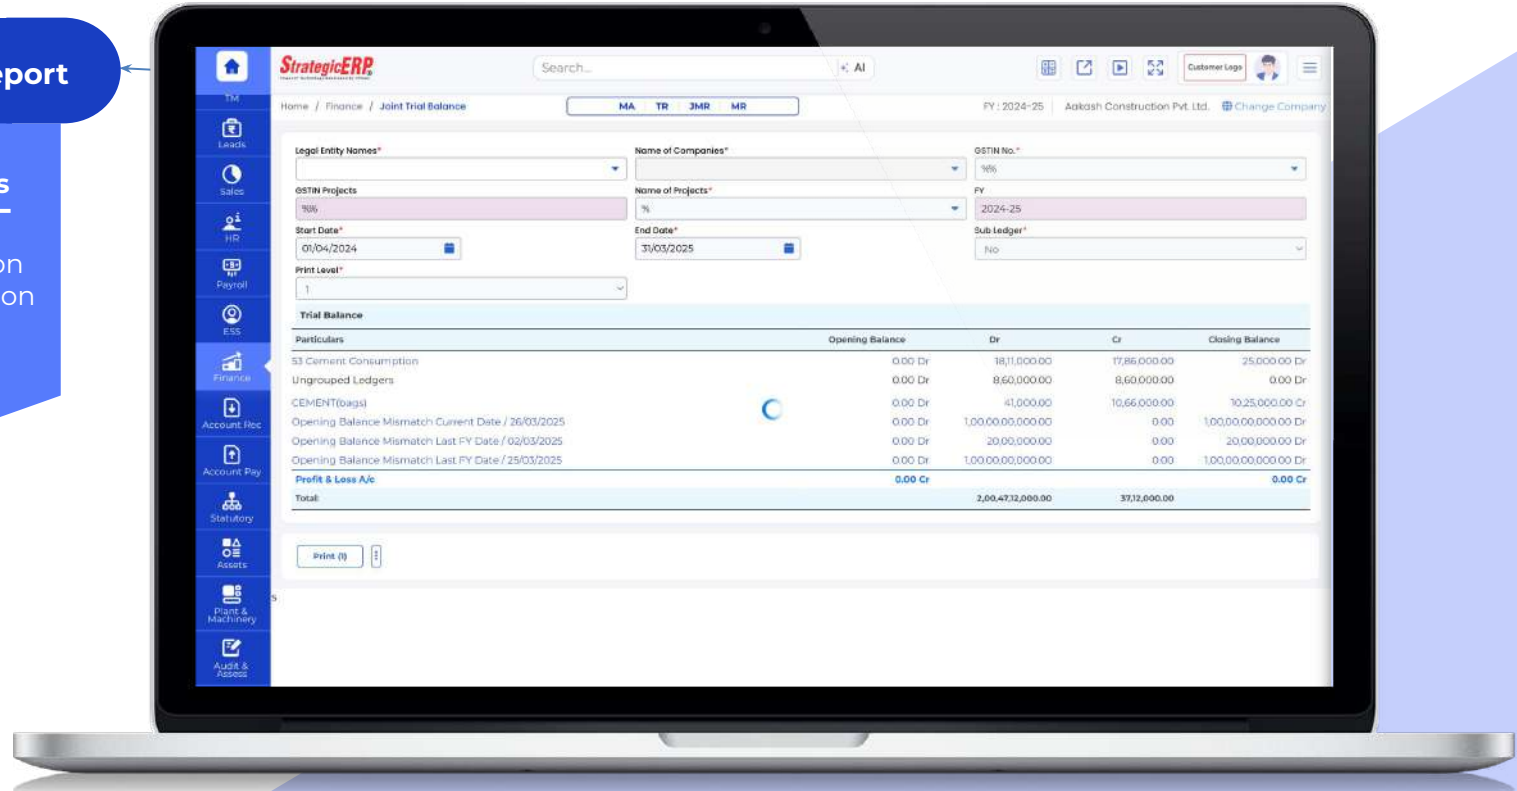 eport
s
on
on
StrategicERP
Search...
AI
Customer Logo
TM
Leads
Sales
HR
Payroll
ESS
Finance
Account Rec
Account Pay
Statutory
Assets
Plant &
Machinery
Audit &
Assess
Home / Finance / Joint Trial Balance
MA TR JMR MR
FY : 2024-25 Aakash Construction Pvt. Ltd. Change Company
Legal Entity Names* Name of Companies* GSTIN No.*
%%
GSTIN Projects Name of Projects* FY
%% % 2024-25
Start Date* End Date* Sub Ledger*
01/04/2024 31/03/2025 No
Print Level*
1
Trial Balance
Particulars Opening Balance Dr Cr Closing Balance
53 Cement Consumption 0.00 Dr 18,11,000.00 17,86,000.00 25,000.00 Dr
Ungrouped Ledgers 0.00 Dr 8,60,000.00 8,60,000.00 0.00 Dr
CEMENT(bags) 0.00 Dr 41,000.00 10,66,000.00 10,25,000.00 Cr
Opening Balance Mismatch Current Date / 26/03/2025 0.00 Dr 1,00,00,00,000.00 0.00 1,00,00,00,000.00 Dr
Opening Balance Mismatch Last FY Date / 02/03/2025 0.00 Dr 20,00,000.00 0.00 20,00,000.00 Dr
Opening Balance Mismatch Last FY Date / 25/03/2025 0.00 Dr 1,00,00,00,000.00 0.00 1,00,00,00,000.00 Dr
Profit & Loss A/c 0.00 Cr 0.00 Cr
Total: 2,00,47,12,000.00 37,12,000.00
Print (1)
s